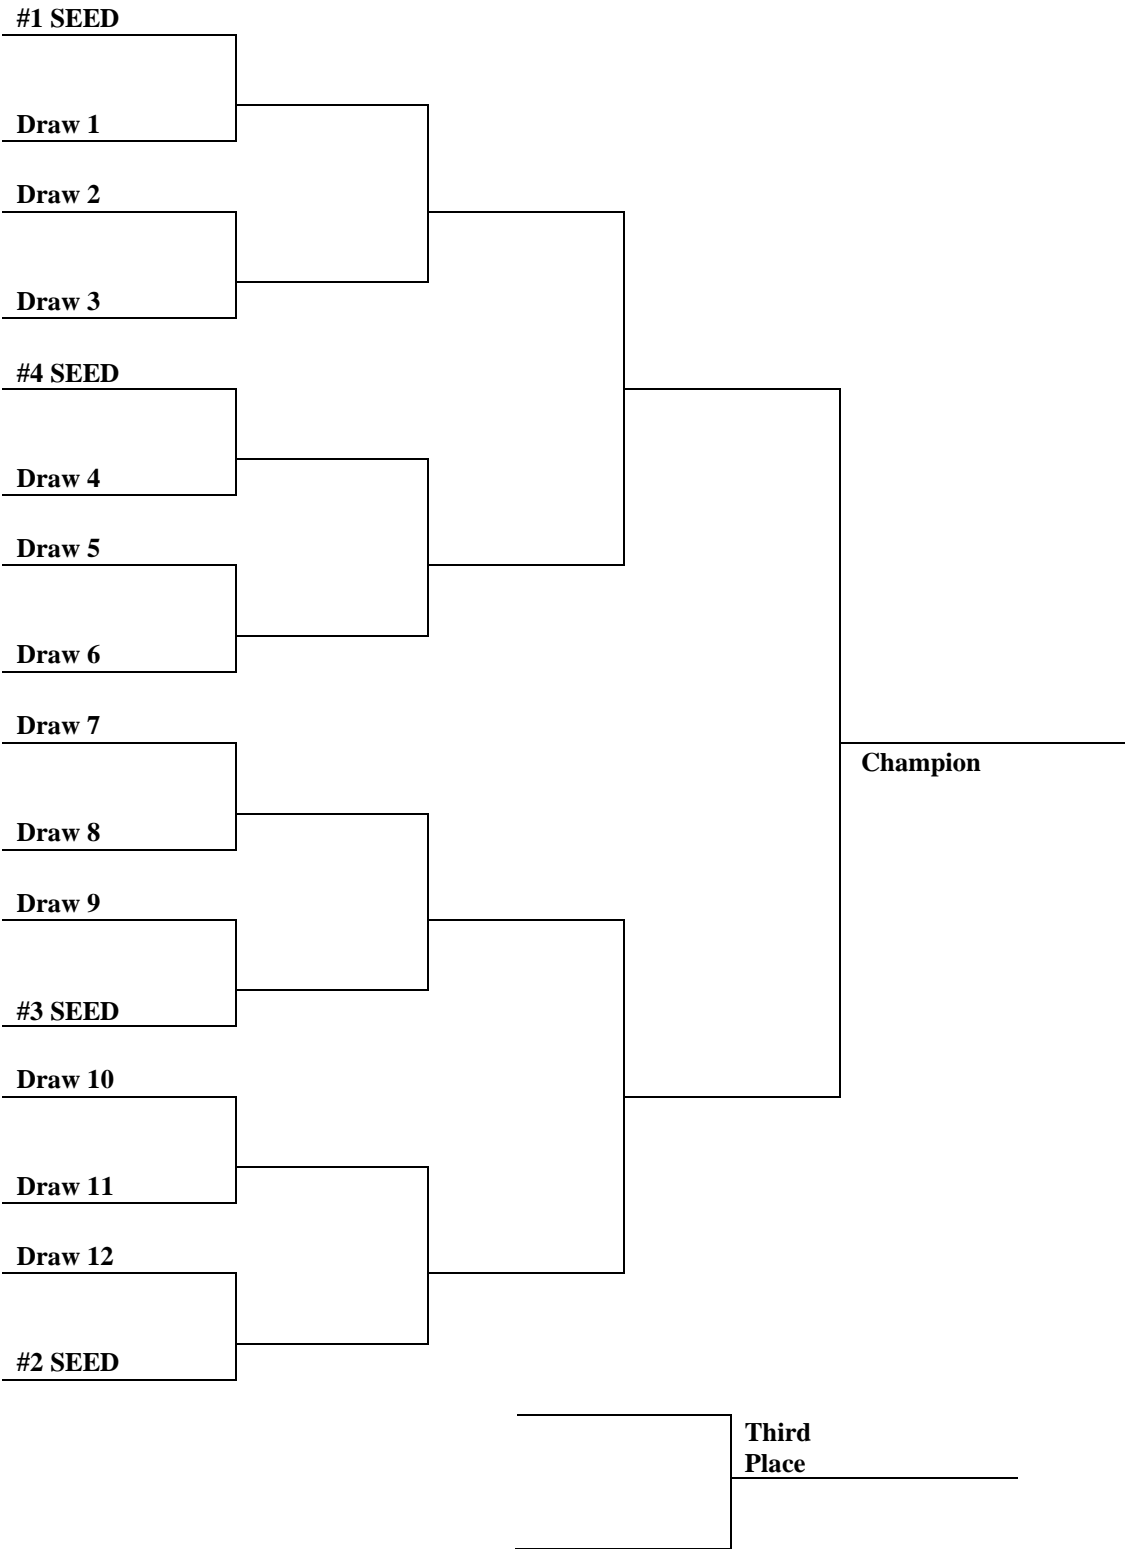 #1 SEED
Draw 1
Draw 2
Draw 3
#4 SEED
Draw 4
Draw 5
Draw 6
Draw 7
Champion
Draw 8
Draw 9
#3 SEED
Draw 10
Draw 11
Draw 12
#2 SEED
Third
Place